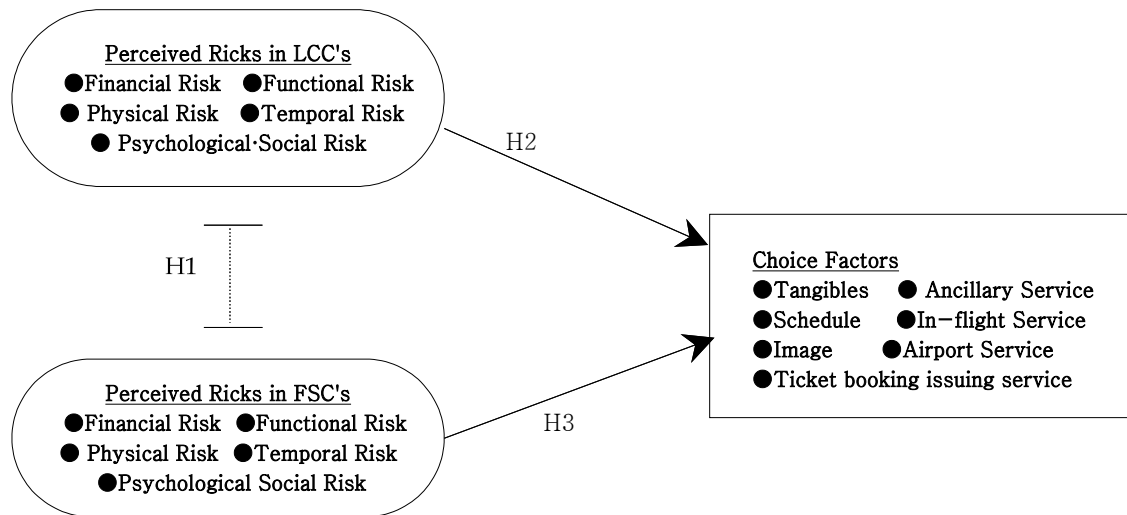 Perceived Ricks in LCC's
●Financial Risk ●Functional Risk
● Physical Risk ●Temporal Risk
● Psychological·Social Risk
H2
H1
Choice Factors
●Tangibles ● Ancillary Service
●Schedule ●In-flight Service
●Image ●Airport Service
●Ticket booking issuing service
Perceived Ricks in FSC's
●Financial Risk ●Functional Risk
● Physical Risk ●Temporal Risk
●Psychological Social Risk
H3